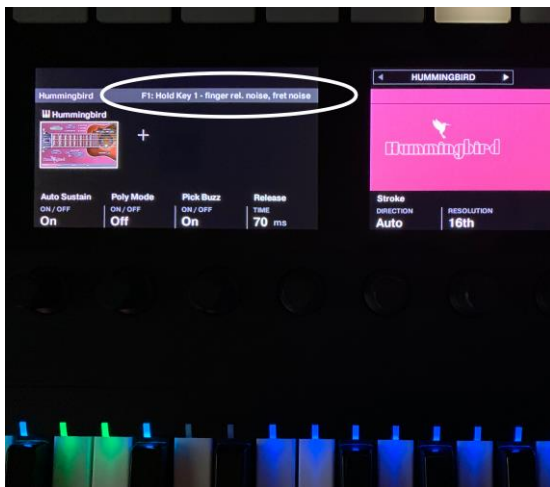 Hummingbird F1: Hold Key 1 - finger rel. noise, fret noise
Hummingbird
+
Auto Sustain Poly Mode Pick Buzz Release
ON / OFF ON / OFF ON / OFF TIME
On Off On 70 ms
HUMMINGBIRD
Hummingbird
Stroke
DIRECTION RESOLUTION
Auto 16th